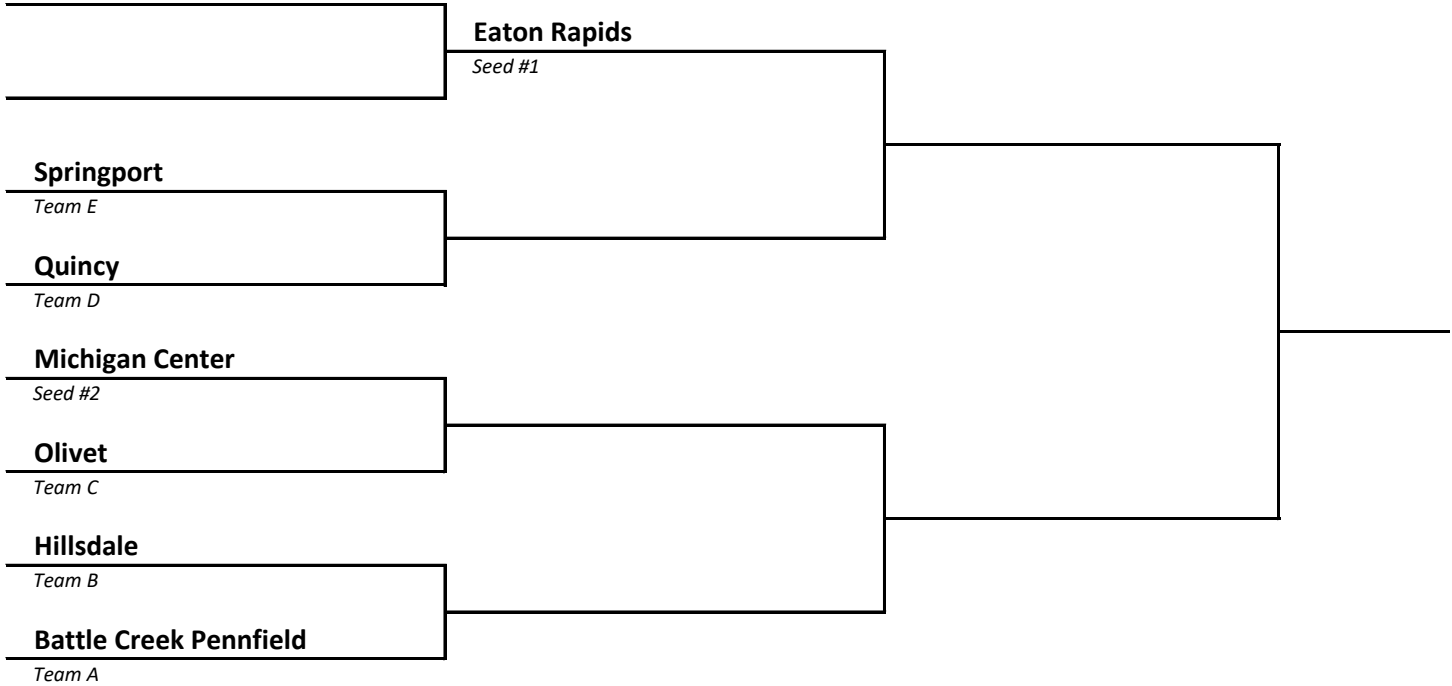 Eaton Rapids
Seed #1
Springport
Team E
Quincy
Team D
Michigan Center
Seed #2
Olivet
Team C
Hillsdale
Team B
Battle Creek Pennfield
Team A